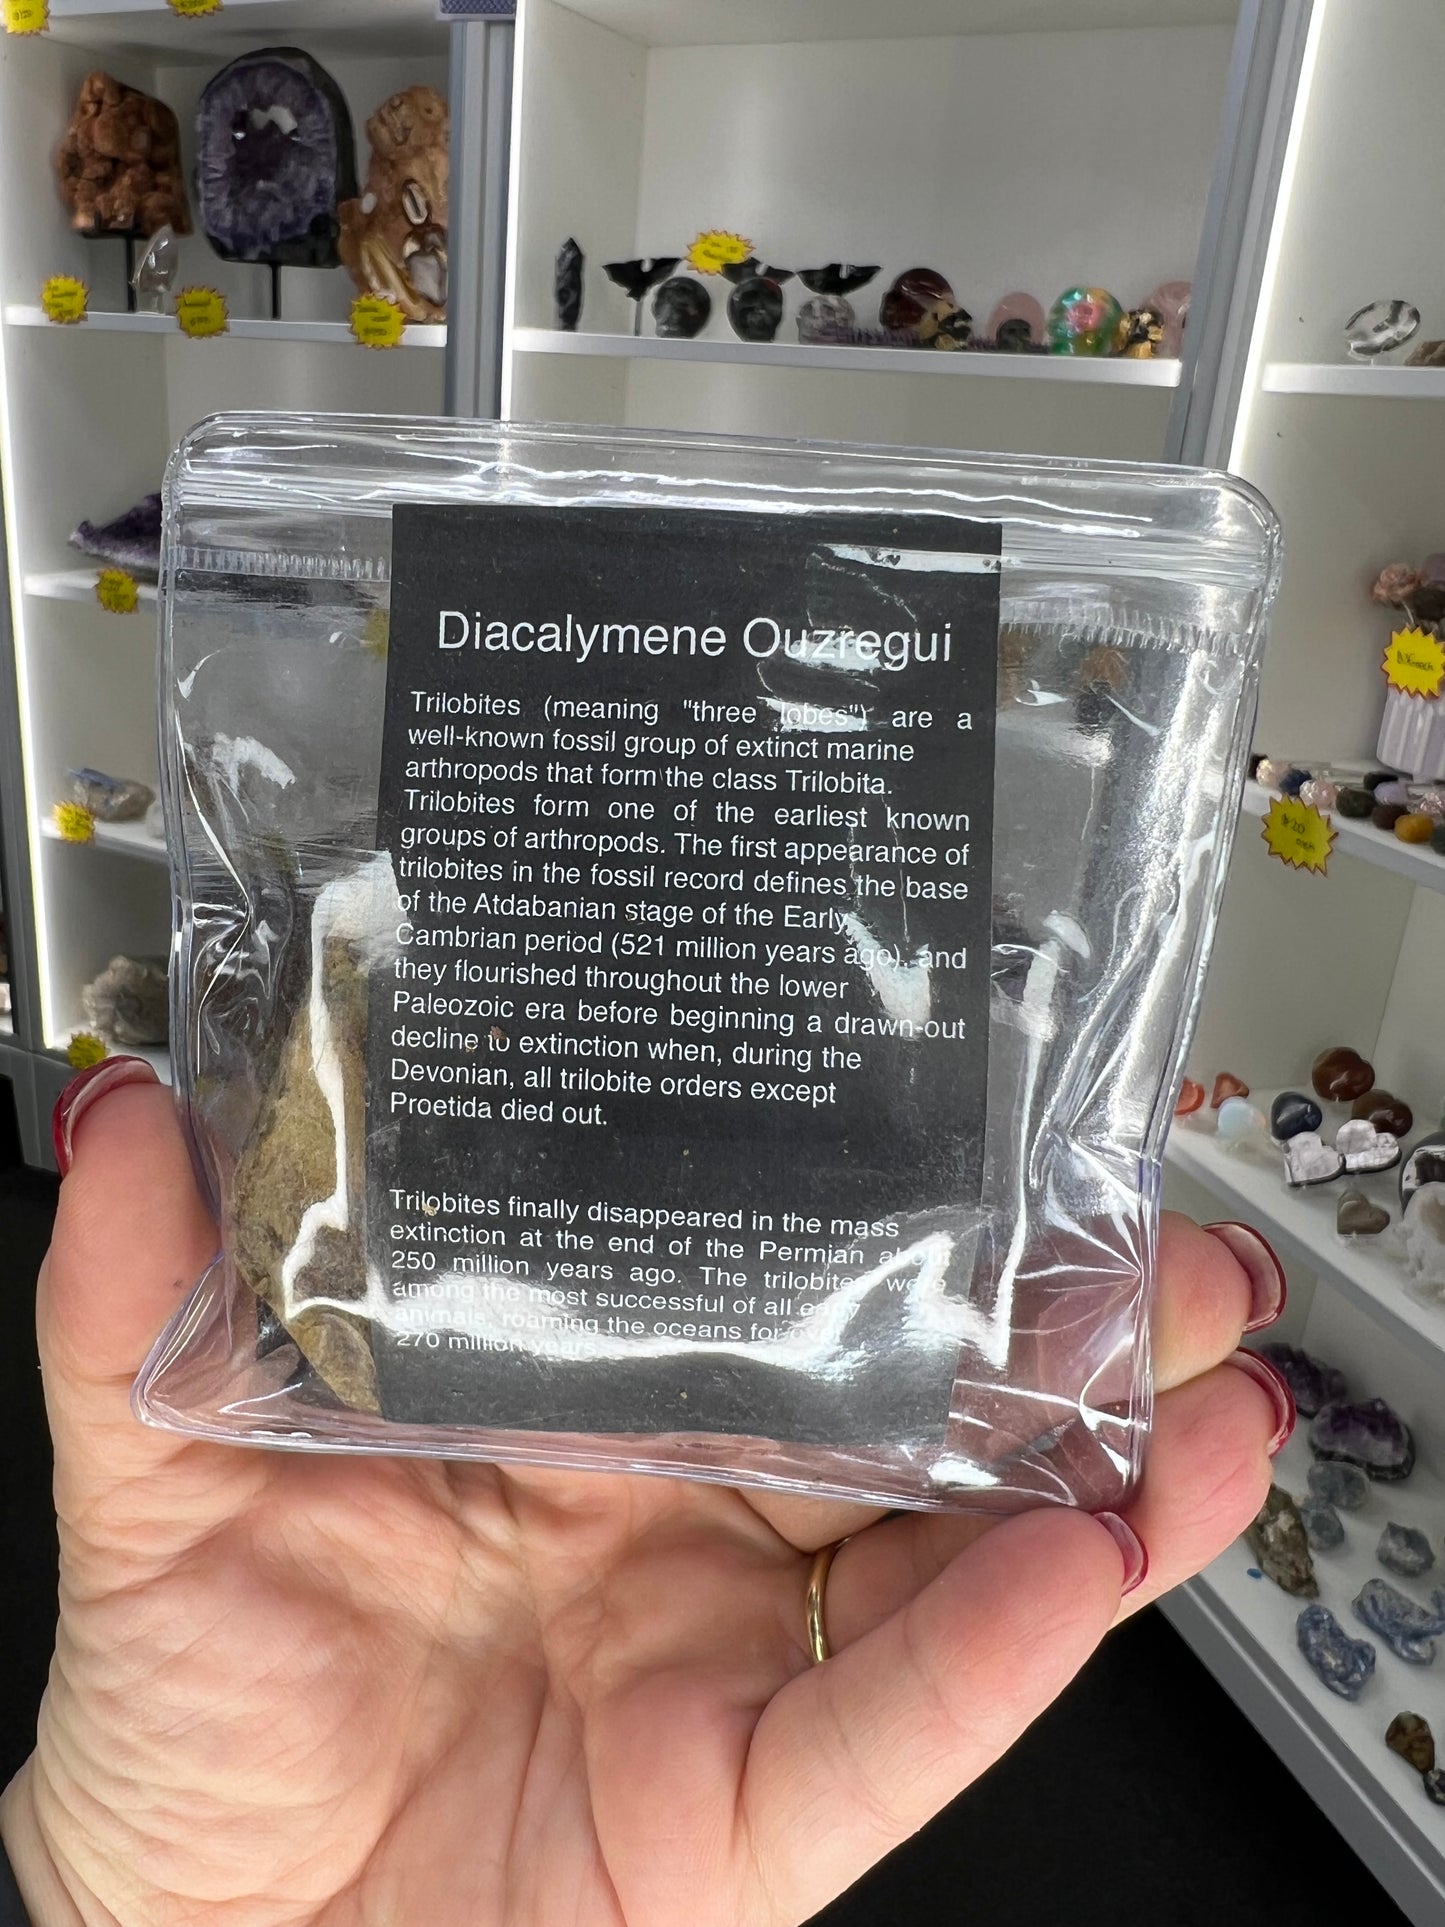 Diacalymene Ouzregui
Trilobites (meaning "three lobes") are a
well-known fossil group of extinct marine
arthropods that form the class Trilobita.
Trilobites form one of the earliest known
groups of arthropods. The first appearance of
trilobites in the fossil record defines the base
of the Atdabanian stage of the Early
Cambrian period (521 million years ago), and
they flourished throughout the lower
Paleozoic era before beginning a drawn-out
decline to extinction when, during the
Devonian, all trilobite orders except
Proetida died out.
Trilobites finally disappeared in the mass
extinction at the end of the Permian about
250 million years ago. The trilobites were
among the most successful of all early
animals, roaming the oceans for over
270 million years
$20